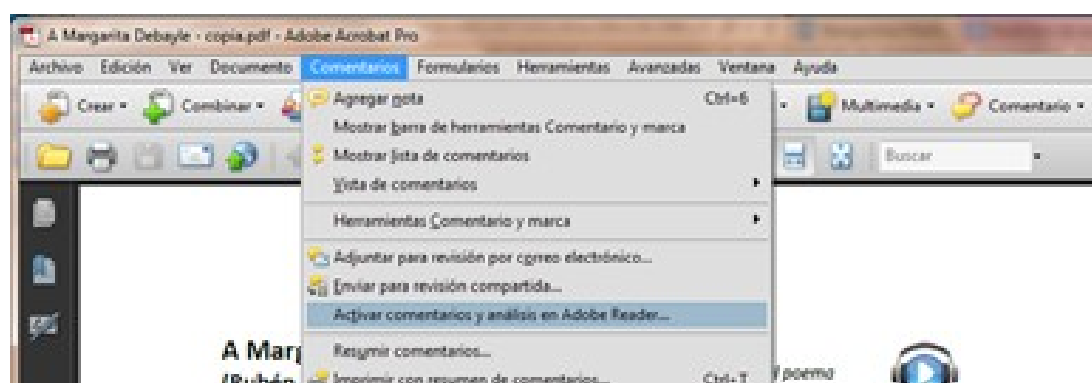 A Margarita Debayle - copia.pdf - Adobe Acrobat Pro
Archivo Edición Ver Documento Comentarios Formularios Herramientas Avanzadas Ventana Ayuda
Crear Combinar Multimedia Comentario
Buscar
Agregar nota Ctrl+6
Mostrar barra de herramientas Comentario y marca
Mostrar lista de comentarios
Vista de comentarios
Herramientas Comentario y marca
Adjuntar para revisión por correo electrónico...
Enviar para revisión compartida...
Activar comentarios y análisis en Adobe Reader...
Resumir comentarios...
Imprimir con resumen de comentarios... Ctrl+T
A Marg
(Rubén
poema